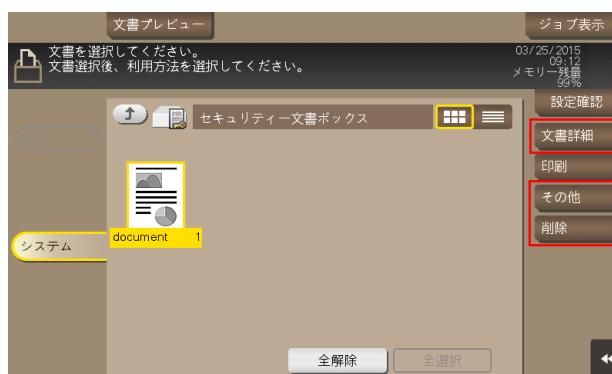 文書プレビュー
ジョブ表示
文書を選択してください。
文書選択後、利用方法を選択してください。
03/25/2015
09:12
メモリー残量
99%
設定確認
セキュリティー文書ボックス
文書詳細
印刷
その他
削除
システム
document 1
全解除
全選択